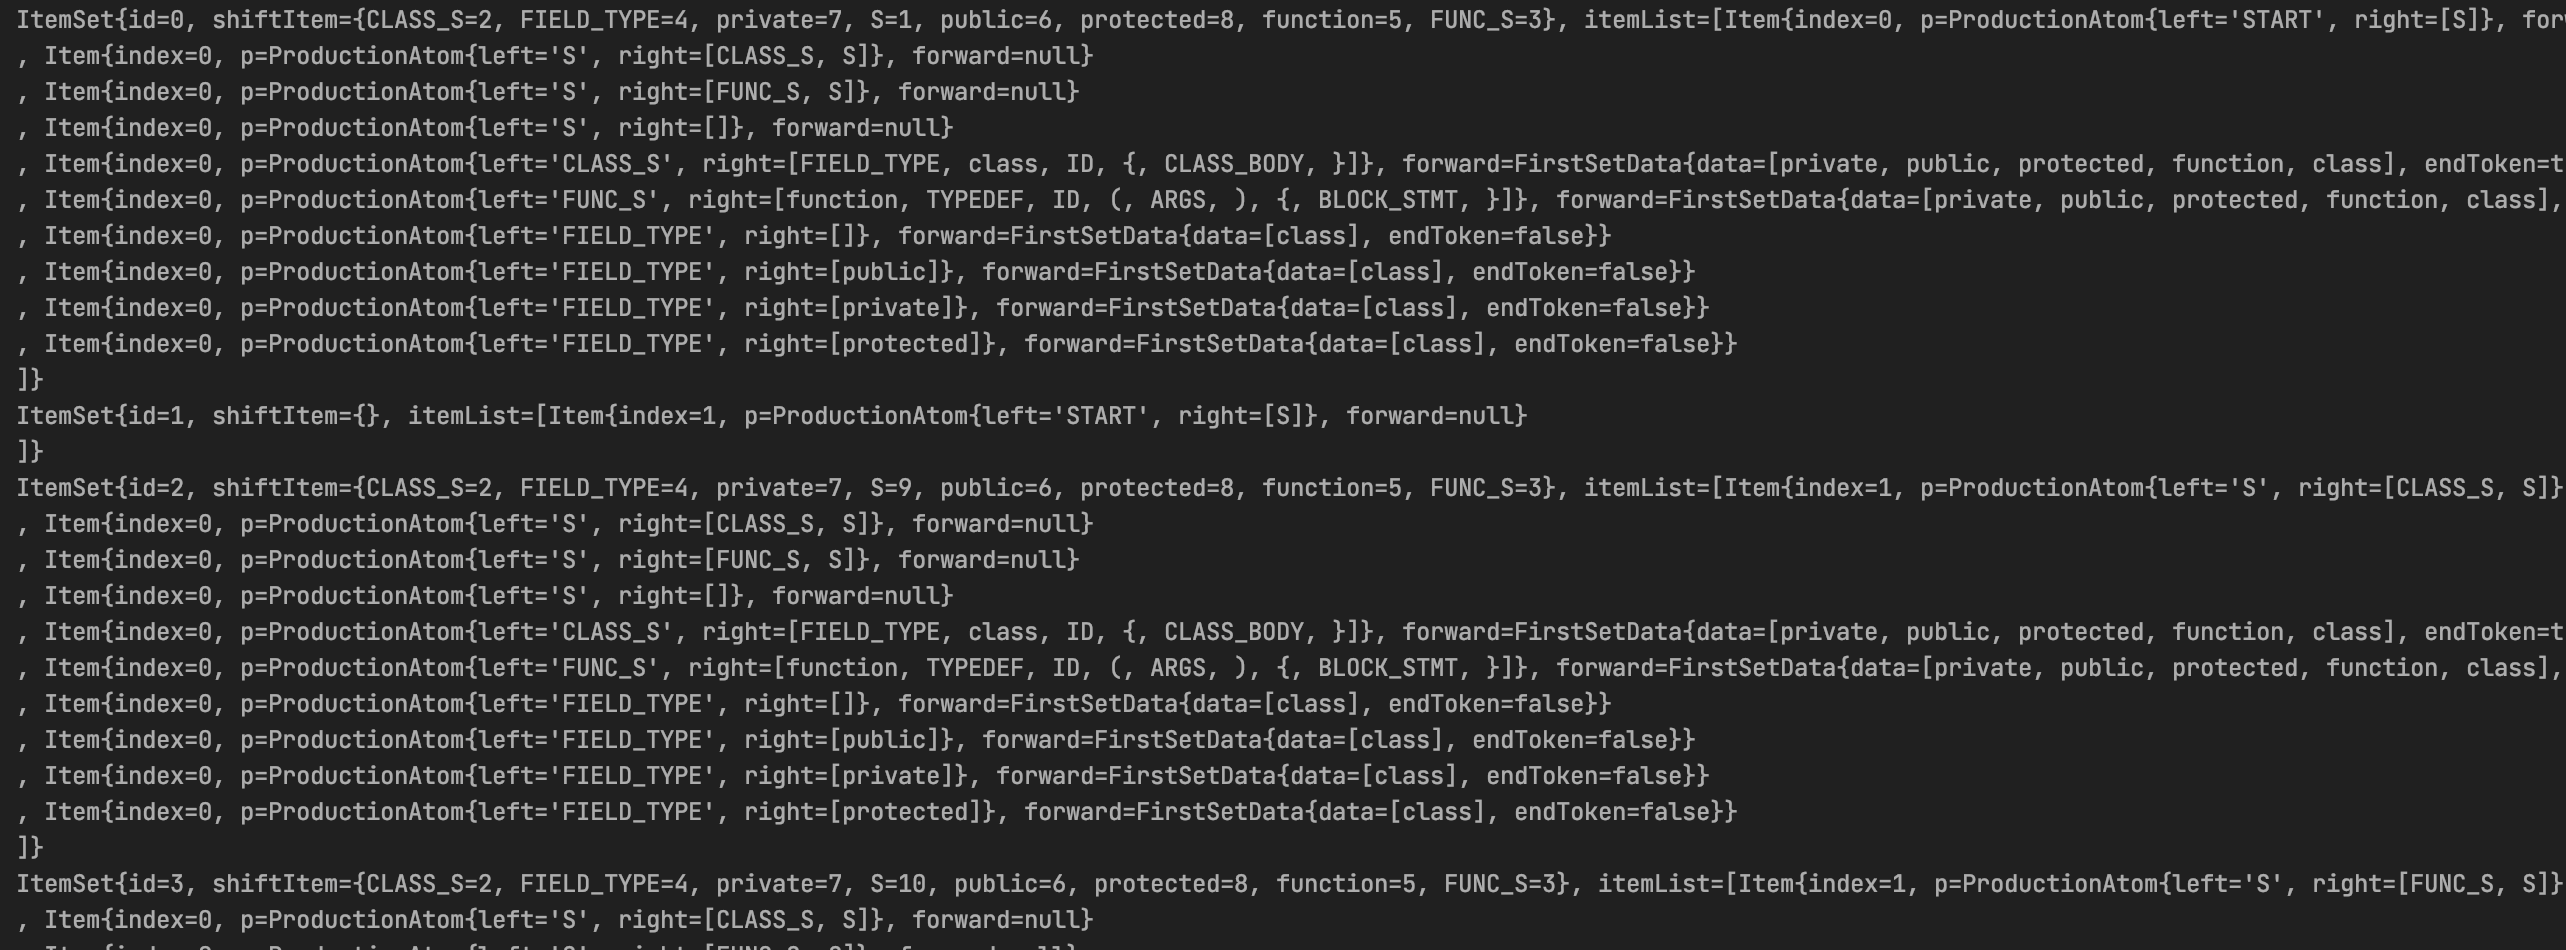 ItemSet{id=0, shiftItem={CLASS_S=2, FIELD_TYPE=4, private=7, S=1, public=6, protected=8, function=5, FUNC_S=3}, itemList=[Item{index=0, p=ProductionAtom{left='START', right=[S]},
, Item{index=0, p=ProductionAtom{left='S', right=[CLASS_S, S]}, forward=null}
, Item{index=0, p=ProductionAtom{left='S', right=[FUNC_S, S]}, forward=null}
, Item{index=0, p=ProductionAtom{left='S', right=[]}, forward=null}
, Item{index=0, p=ProductionAtom{left='CLASS_S', right=[FIELD_TYPE, class, ID, {, CLASS_BODY, }]}, forward=FirstSetData{data=[private, public, protected, function, class], endToken=t
, Item{index=0, p=ProductionAtom{left='FUNC_S', right=[function, TYPEDEF, ID, (, ARGS, ), {, BLOCK_STMT, }]}, forward=FirstSetData{data=[private, public, protected, function, class],
, Item{index=0, p=ProductionAtom{left='FIELD_TYPE', right=[]}, forward=FirstSetData{data=[class], endToken=false}}
, Item{index=0, p=ProductionAtom{left='FIELD_TYPE', right=[public]}, forward=FirstSetData{data=[class], endToken=false}}
, Item{index=0, p=ProductionAtom{left='FIELD_TYPE', right=[private]}, forward=FirstSetData{data=[class], endToken=false}}
, Item{index=0, p=ProductionAtom{left='FIELD_TYPE', right=[protected]}, forward=FirstSetData{data=[class], endToken=false}}
]}
ItemSet{id=1, shiftItem={}, itemList=[Item{index=1, p=ProductionAtom{left='START', right=[S]}, forward=null}
]}
ItemSet{id=2, shiftItem={CLASS_S=2, FIELD_TYPE=4, private=7, S=9, public=6, protected=8, function=5, FUNC_S=3}, itemList=[Item{index=1, p=ProductionAtom{left='S', right=[CLASS_S, S]}
, Item{index=0, p=ProductionAtom{left='S', right=[CLASS_S, S]}, forward=null}
, Item{index=0, p=ProductionAtom{left='S', right=[FUNC_S, S]}, forward=null}
, Item{index=0, p=ProductionAtom{left='S', right=[]}, forward=null}
, Item{index=0, p=ProductionAtom{left='CLASS_S', right=[FIELD_TYPE, class, ID, {, CLASS_BODY, }]}, forward=FirstSetData{data=[private, public, protected, function, class], endToken=t
, Item{index=0, p=ProductionAtom{left='FUNC_S', right=[function, TYPEDEF, ID, (, ARGS, ), {, BLOCK_STMT, }]}, forward=FirstSetData{data=[private, public, protected, function, class],
, Item{index=0, p=ProductionAtom{left='FIELD_TYPE', right=[]}, forward=FirstSetData{data=[class], endToken=false}}
, Item{index=0, p=ProductionAtom{left='FIELD_TYPE', right=[public]}, forward=FirstSetData{data=[class], endToken=false}}
, Item{index=0, p=ProductionAtom{left='FIELD_TYPE', right=[private]}, forward=FirstSetData{data=[class], endToken=false}}
, Item{index=0, p=ProductionAtom{left='FIELD_TYPE', right=[protected]}, forward=FirstSetData{data=[class], endToken=false}}
]}
ItemSet{id=3, shiftItem={CLASS_S=2, FIELD_TYPE=4, private=7, S=10, public=6, protected=8, function=5, FUNC_S=3}, itemList=[Item{index=1, p=ProductionAtom{left='S', right=[FUNC_S, S]}
, Item{index=0, p=ProductionAtom{left='S', right=[CLASS_S, S]}, forward=null}